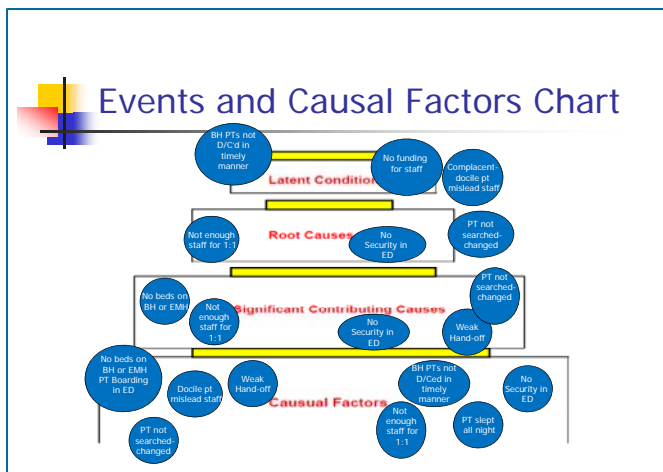 Events and Causal Factors Chart
BH PTs not
D/C'd in
timely
manner
No funding
for staff
Complacent-
docile pt
mislead staff
Latent Condition
Not enough
staff for 1:1
Root Causes
No
Security in
ED
PT not
searched-
changed
No beds on
BH or EMH
Not
enough
staff for
1:1
Significant Contributing Causes
No
Security in
ED
Weak
Hand-off
PT not
searched-
changed
No beds on
BH or EMH
PT Boarding
in ED
Docile pt
mislead staff
Weak
Hand-off
BH PTs not
D/Ced in
timely
manner
No
Security in
ED
Causual Factors
PT not
searched-
changed
Not
enough
staff for
1:1
PT slept
all night